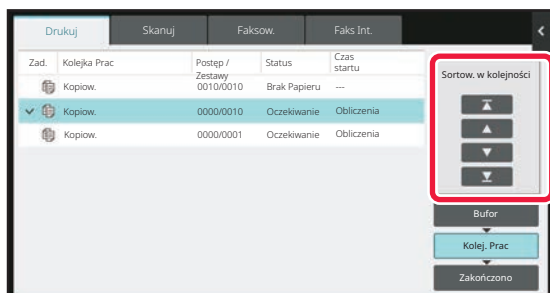 Drukuj Skanuj Faksow. Faks Int.
Zad. Kolejka Prac Postęp / Zestawy Status Czas startu
Kopiow. 0010/0010 Brak Papieru ---
Kopiow. 0000/0010 Oczekiwanie Obliczenia
Kopiow. 0000/0001 Oczekiwanie Obliczenia
Sortow. w kolejności
Bufor
Kolej. Prac
Zakończono